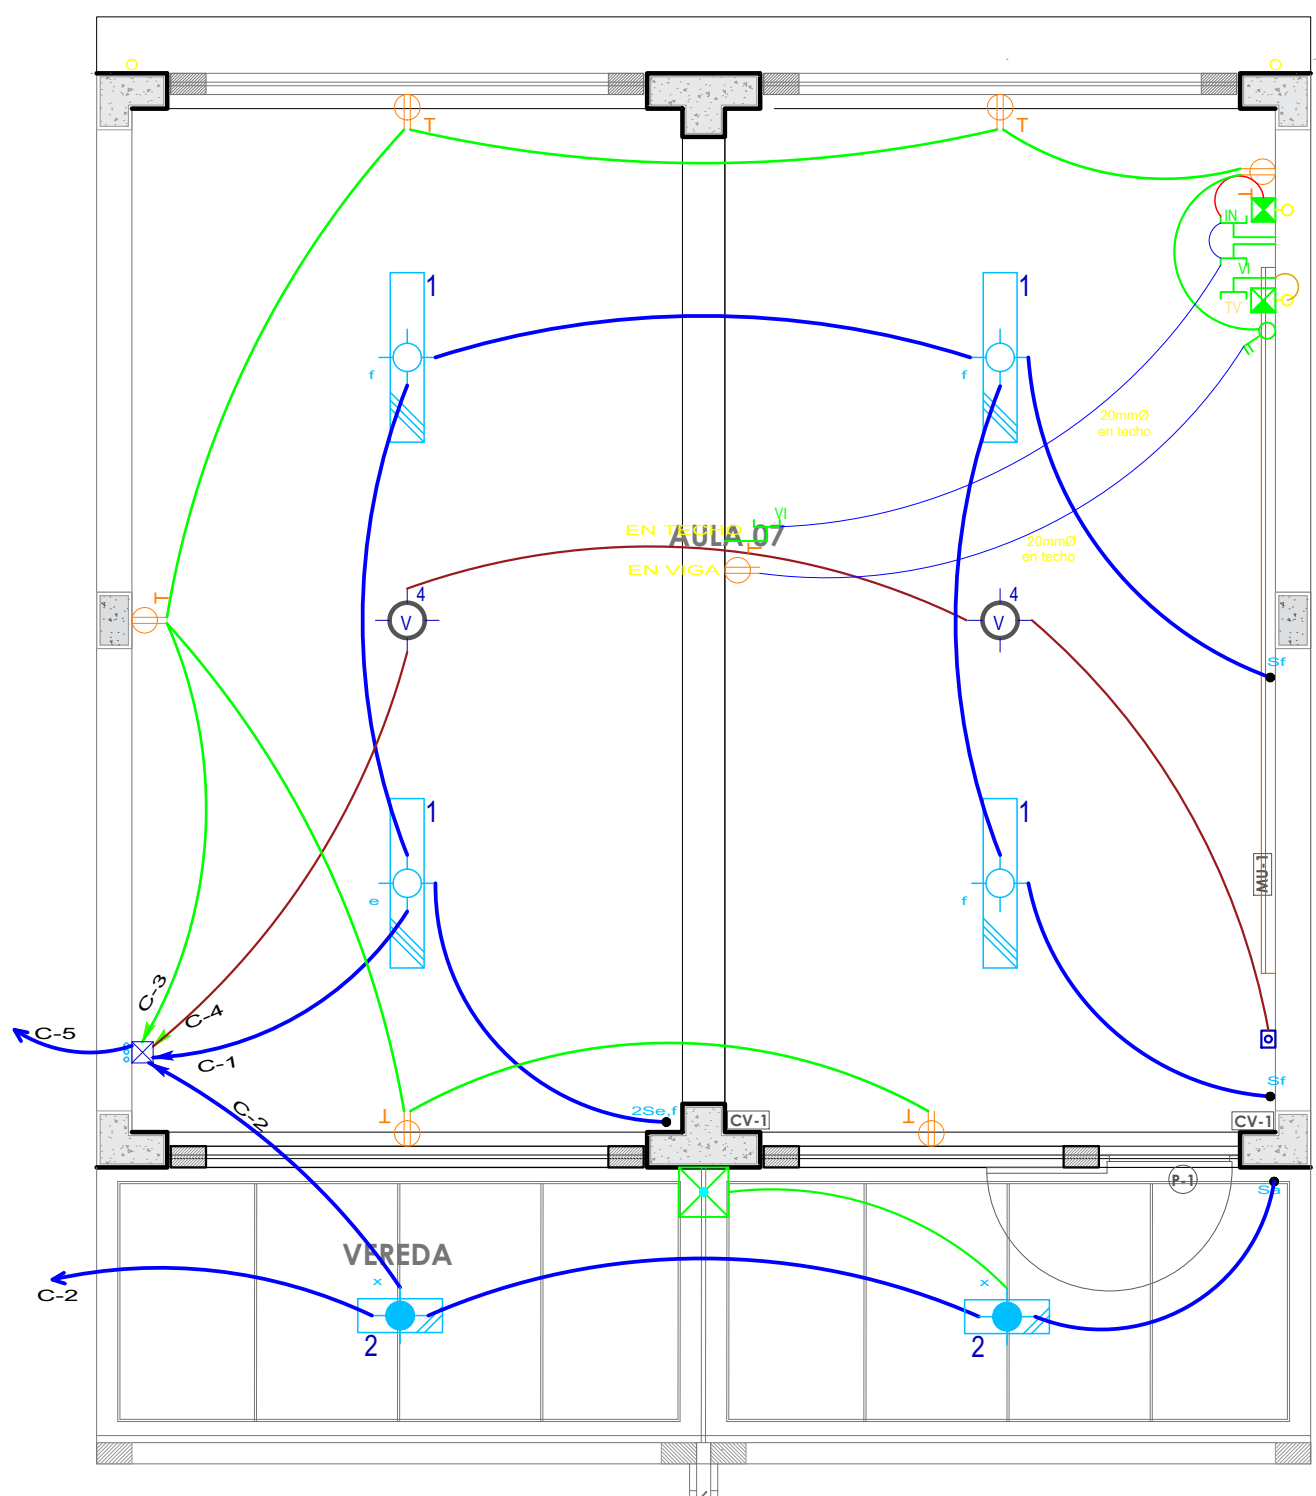 T
T
T
IN
VI
TV
1
1
f
f
20mmØ
en techo
VI
EN TECHO
AULA 07
T
20mmØ
en techo
EN VIGA
T
4
4
V
V
Sf
1
1
MU-1
e
f
C-3
C-4
C-5
C-1
C-2
Sf
2Se,f
T
T
CV-1
CV-1
P-1
Sa
VEREDA
x
x
C-2
2
2